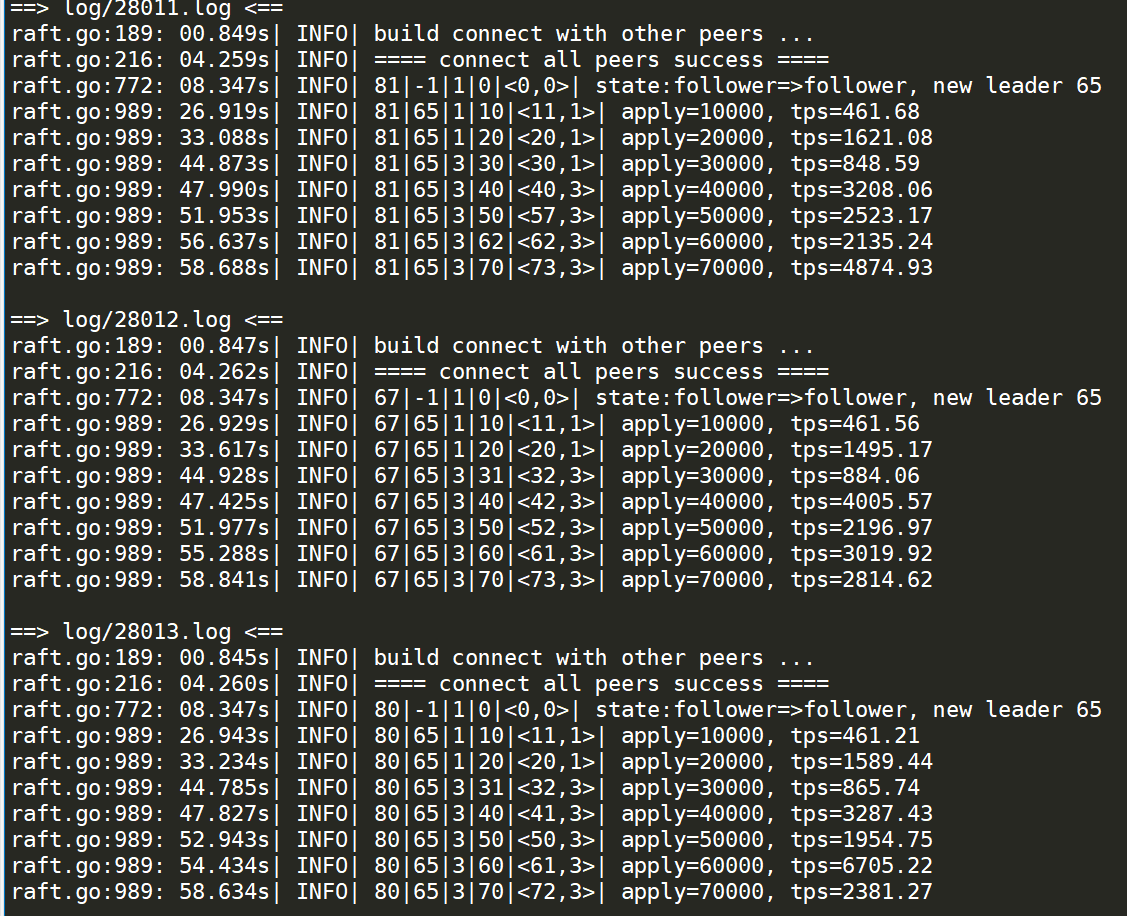 ==> log/28011.log <==
raft.go:189: 00.849s| INFO| build connect with other peers ...
raft.go:216: 04.259s| INFO| ==== connect all peers success ====
raft.go:772: 08.347s| INFO| 81|-1|1|0|<0,0>| state:follower=>follower, new leader 65
raft.go:989: 26.919s| INFO| 81|65|1|10|<11,1>| apply=10000, tps=461.68
raft.go:989: 33.088s| INFO| 81|65|1|20|<20,1>| apply=20000, tps=1621.08
raft.go:989: 44.873s| INFO| 81|65|3|30|<30,1>| apply=30000, tps=848.59
raft.go:989: 47.990s| INFO| 81|65|3|40|<40,3>| apply=40000, tps=3208.06
raft.go:989: 51.953s| INFO| 81|65|3|50|<57,3>| apply=50000, tps=2523.17
raft.go:989: 56.637s| INFO| 81|65|3|62|<62,3>| apply=60000, tps=2135.24
raft.go:989: 58.688s| INFO| 81|65|3|70|<73,3>| apply=70000, tps=4874.93
==> log/28012.log <==
raft.go:189: 00.847s| INFO| build connect with other peers ...
raft.go:216: 04.262s| INFO| ==== connect all peers success ====
raft.go:772: 08.347s| INFO| 67|-1|1|0|<0,0>| state:follower=>follower, new leader 65
raft.go:989: 26.929s| INFO| 67|65|1|10|<11,1>| apply=10000, tps=461.56
raft.go:989: 33.617s| INFO| 67|65|1|20|<20,1>| apply=20000, tps=1495.17
raft.go:989: 44.928s| INFO| 67|65|3|31|<32,3>| apply=30000, tps=884.06
raft.go:989: 47.425s| INFO| 67|65|3|40|<42,3>| apply=40000, tps=4005.57
raft.go:989: 51.977s| INFO| 67|65|3|50|<52,3>| apply=50000, tps=2196.97
raft.go:989: 55.288s| INFO| 67|65|3|60|<61,3>| apply=60000, tps=3019.92
raft.go:989: 58.841s| INFO| 67|65|3|70|<73,3>| apply=70000, tps=2814.62
==> log/28013.log <==
raft.go:189: 00.845s| INFO| build connect with other peers ...
raft.go:216: 04.260s| INFO| ==== connect all peers success ====
raft.go:772: 08.347s| INFO| 80|-1|1|0|<0,0>| state:follower=>follower, new leader 65
raft.go:989: 26.943s| INFO| 80|65|1|10|<11,1>| apply=10000, tps=461.21
raft.go:989: 33.234s| INFO| 80|65|1|20|<20,1>| apply=20000, tps=1589.44
raft.go:989: 44.785s| INFO| 80|65|3|31|<32,3>| apply=30000, tps=865.74
raft.go:989: 47.827s| INFO| 80|65|3|40|<41,3>| apply=40000, tps=3287.43
raft.go:989: 52.943s| INFO| 80|65|3|50|<50,3>| apply=50000, tps=1954.75
raft.go:989: 54.434s| INFO| 80|65|3|60|<61,3>| apply=60000, tps=6705.22
raft.go:989: 58.634s| INFO| 80|65|3|70|<72,3>| apply=70000, tps=2381.27